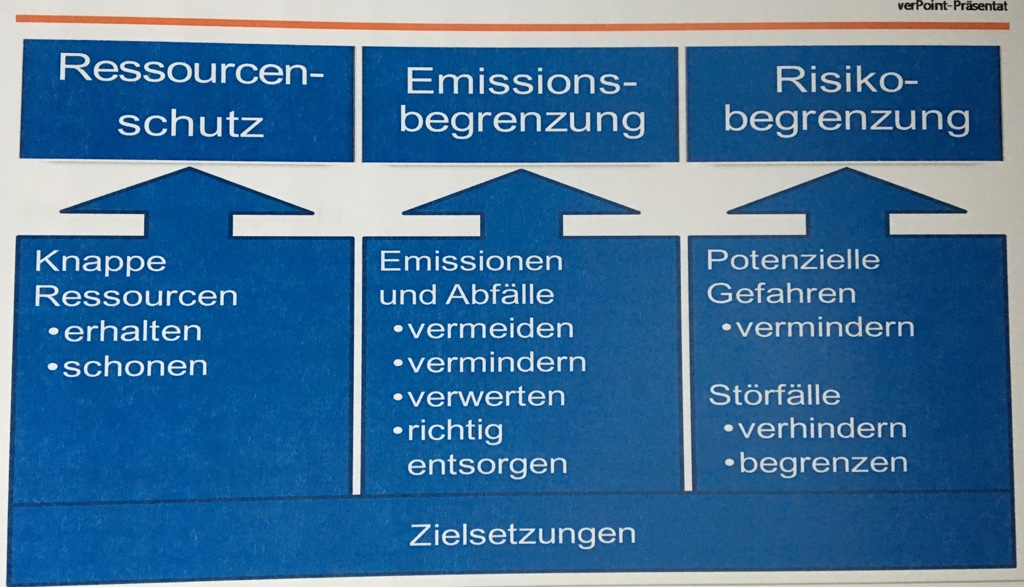 verPoint-Präsentat
Ressourcen-
schutz
Emissions-
begrenzung
Risiko-
begrenzung
Knappe
Ressourcen
•erhalten
•schonen
Emissionen
und Abfälle
•vermeiden
•vermindern
•verwerten
•richtig
entsorgen
Potenzielle
Gefahren
•vermindern
Störfälle
•verhindern
•begrenzen
Zielsetzungen